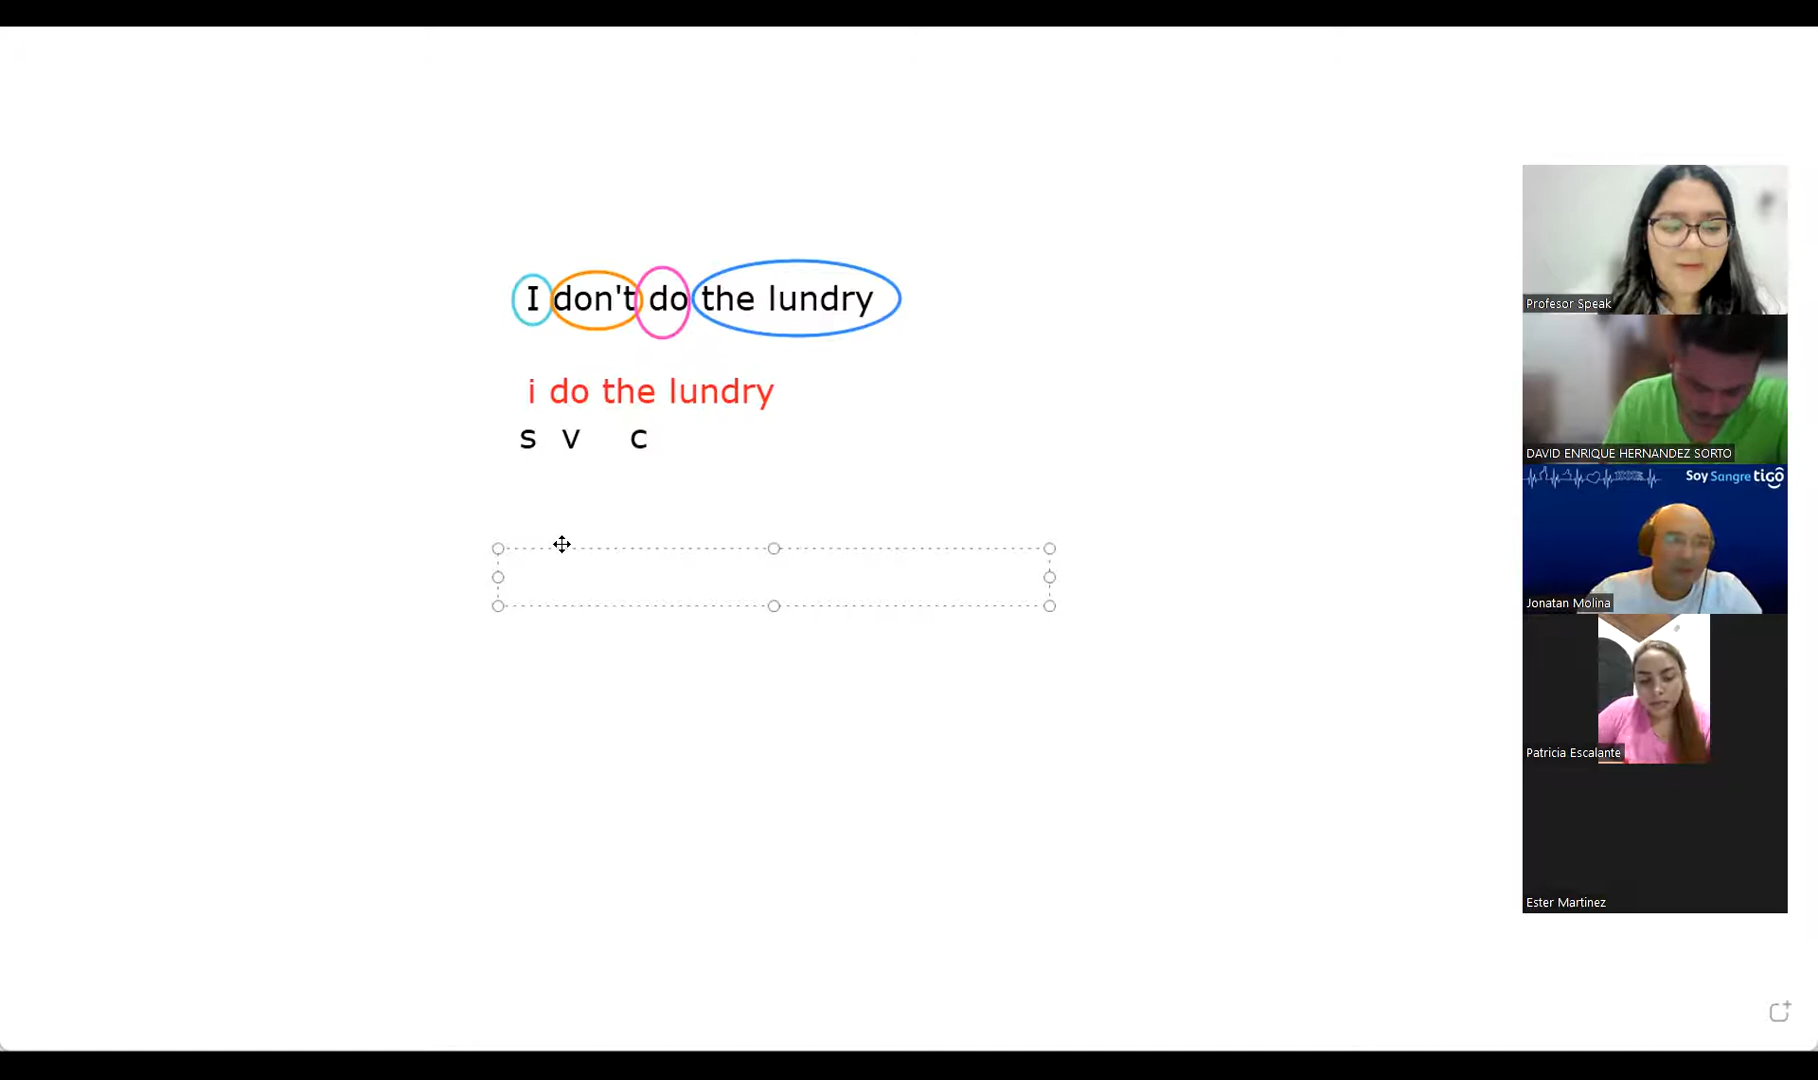 I don't do the lundry
i do the lundry
s v c
Profesor Speak
DAVID ENRIQUE HERNANDEZ SORTO
Soy Sangre tigo
Jonatan Molina
Patricia Escalante
Ester Martinez